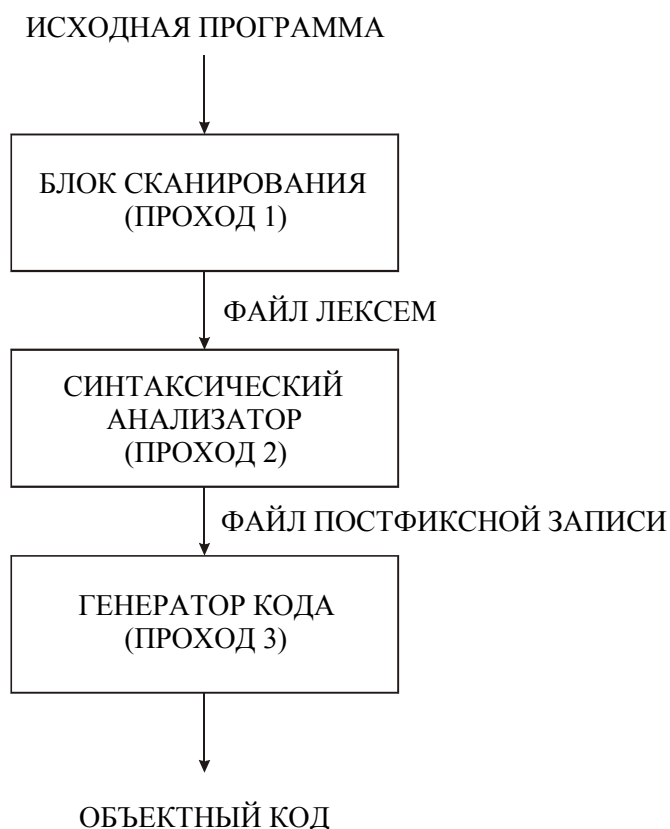 ИСХОДНАЯ ПРОГРАММА
БЛОК СКАНИРОВАНИЯ
(ПРОХОД 1)
ФАЙЛ ЛЕКСЕМ
СИНТАКСИЧЕСКИЙ
АНАЛИЗАТОР
(ПРОХОД 2)
ФАЙЛ ПОСТФИКСНОЙ ЗАПИСИ
ГЕНЕРАТОР КОДА
(ПРОХОД 3)
ОБЪЕКТНЫЙ КОД